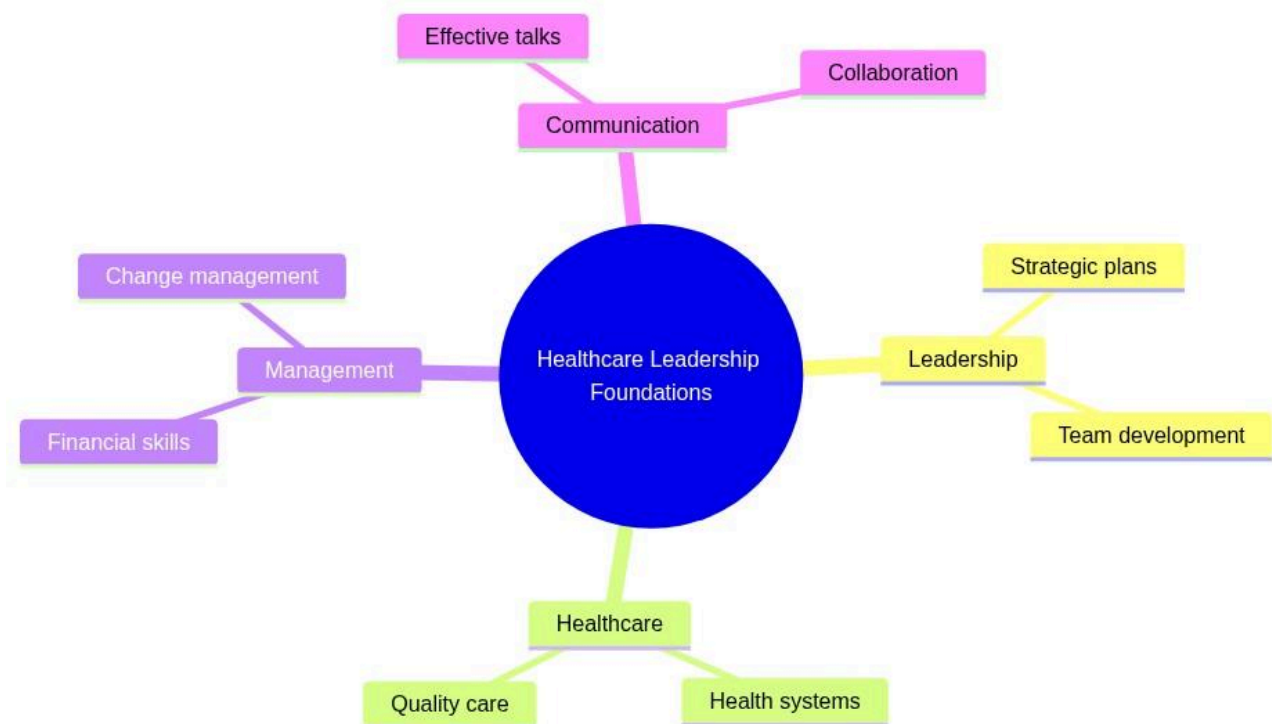 Effective talks
Collaboration
Communication
Change management
Strategic plans
Healthcare Leadership
Foundations
Management
Leadership
Financial skills
Team development
Healthcare
Quality care
Health systems